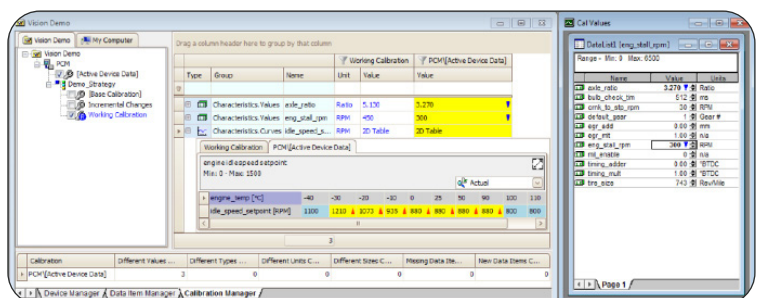 Vision Demo
Vision Demo
My Computer
Vision Demo
PCM
[Active Device Data]
Demo_Strategy
[Base Calibration]
Incremental Changes
Working Calibration
Drag a column header here to group by that column
Working Calibration
PCM\[Active Device Data]
Type Group Name Unit Value Value
Characteristics.Values axle_ratio Ratio 5.130 3.270
Characteristics.Values eng_stall_rpm RPM 450 300
Characteristics.Curves idle_speed_s... RPM 2D Table 2D Table
Working Calibration PCM\[Active Device Data]
engine idle speed setpoint
Min: 0 - Max: 1500
Actual
engine_temp [°C] -40 -30 -20 -10 0 25 50 90 100 110
idle_speed_setpoint [RPM] 1100 1210 1073 935 880 880 880 880 800 800
3
Calibration Different Values ... Different Types ... Different Units C... Different Sizes C... Missing Data Ite... New Data Items C...
PCM\[Active Device Data] 3 0 0 0 0 0
Device Manager Data Item Manager Calibration Manager
Cal Values
DataList1 [eng_stall_rpm]
Range - Min: 0 Max: 6500
Name Value Units
axle_ratio 3.270 Ratio
bulb_check_tim 512 ms
crnk_to_stp_rpm 30 RPM
default_gear 1 Gear #
egr_add 0.00 mm
egr_mt 1.00 n/a
eng_stall_rpm 300 RPM
mil_enable 0 n/a
timing_adder 0.00 °BTDC
timing_mult 1.00 °BTDC
tire_size 743 Rev/Mile
Page 1